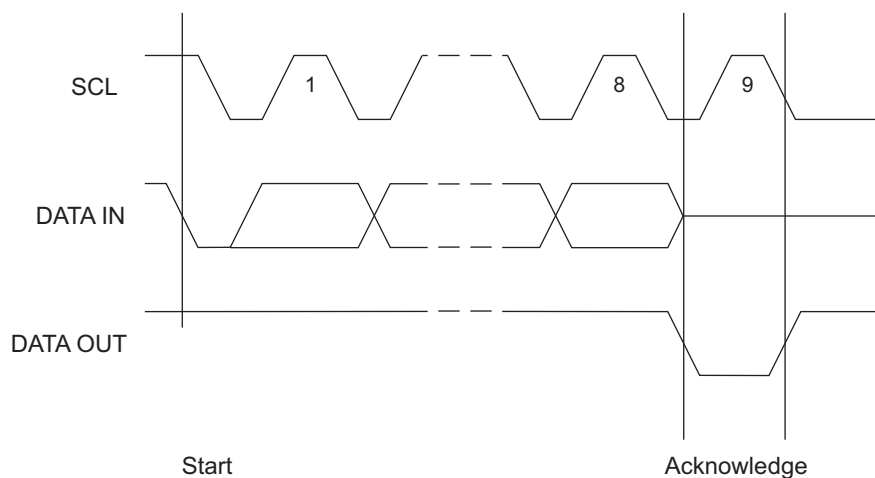 SCL
1
8
9
DATA IN
DATA OUT
Start
Acknowledge